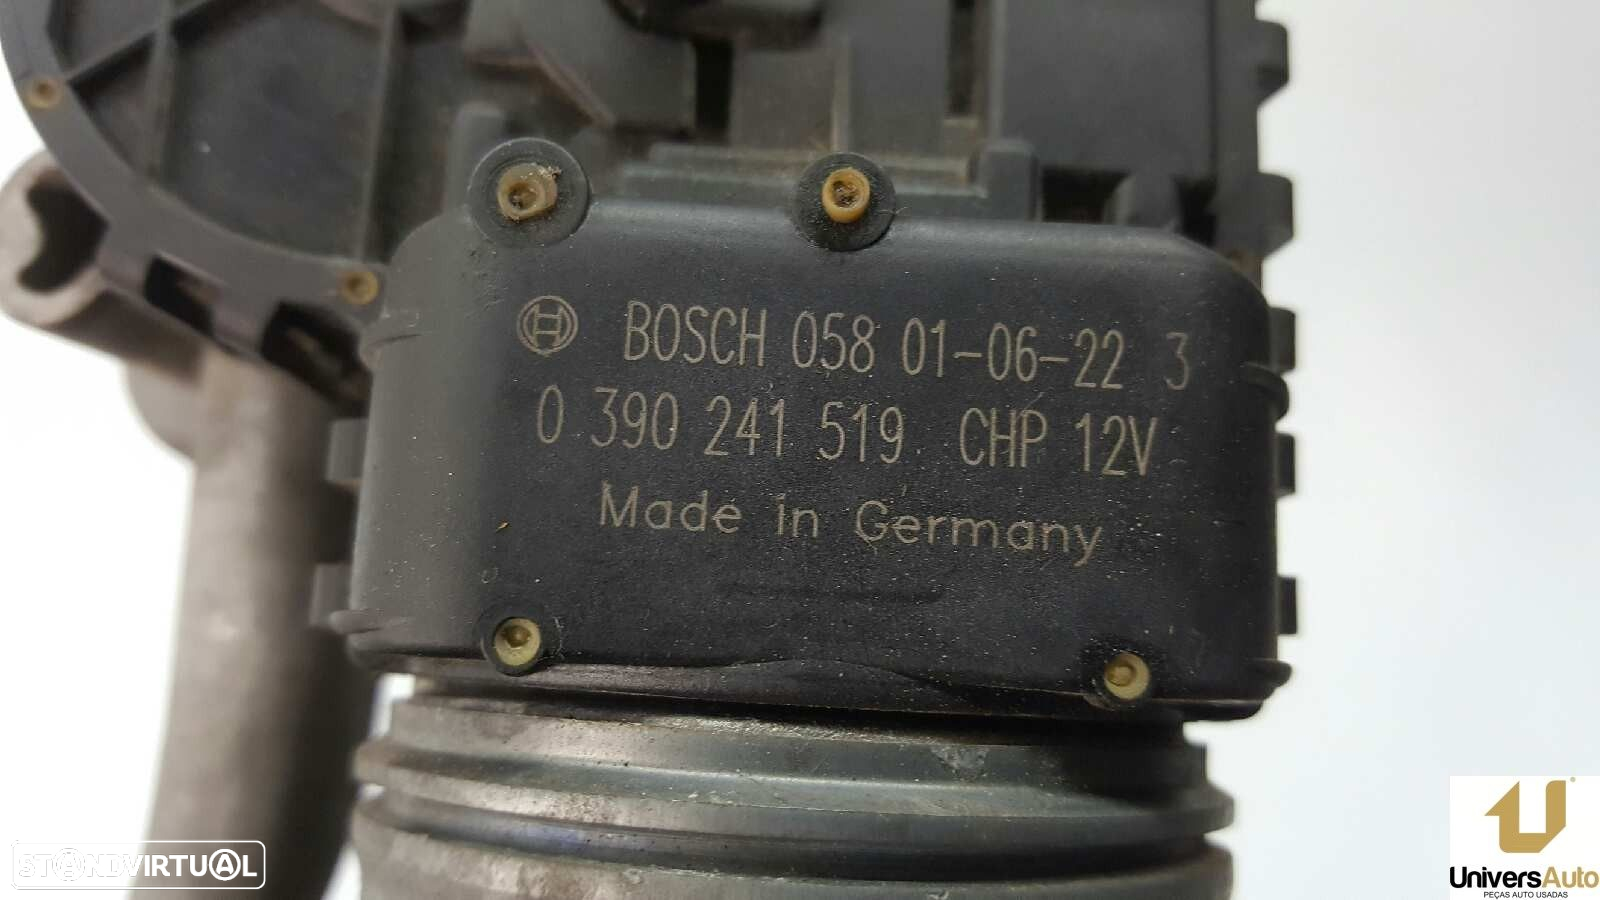 BOSCH 058 01-06-22 3
0 390 241 519 CHP 12V
Made in Germany
STANDVIRTUAL
UniversAuto
PEÇAS AUTO USADAS